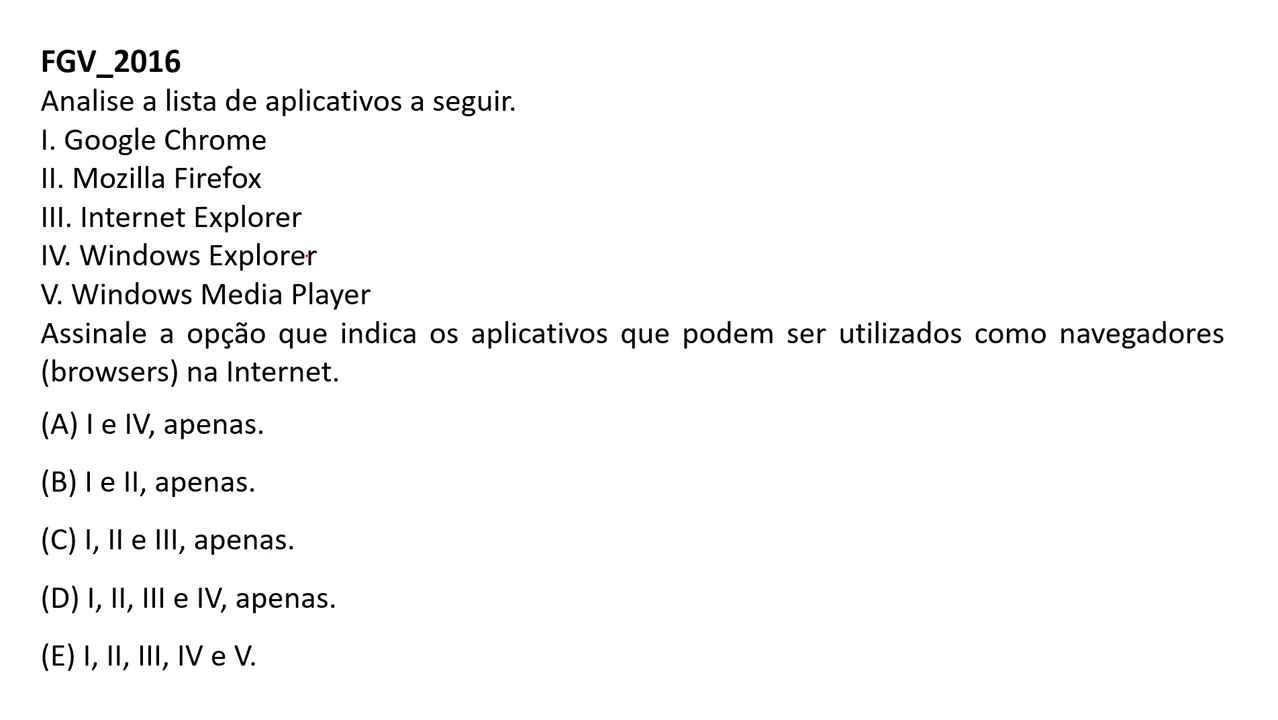 FGV_2016
Analise a lista de aplicativos a seguir.
I. Google Chrome
II. Mozilla Firefox
III. Internet Explorer
IV. Windows Explorer
V. Windows Media Player
Assinale a opção que indica os aplicativos que podem ser utilizados como navegadores
(browsers) na Internet.
(A) I e IV, apenas.
(B) I e II, apenas.
(C) I, II e III, apenas.
(D) I, II, III e IV, apenas.
(E) I, II, III, IV e V.